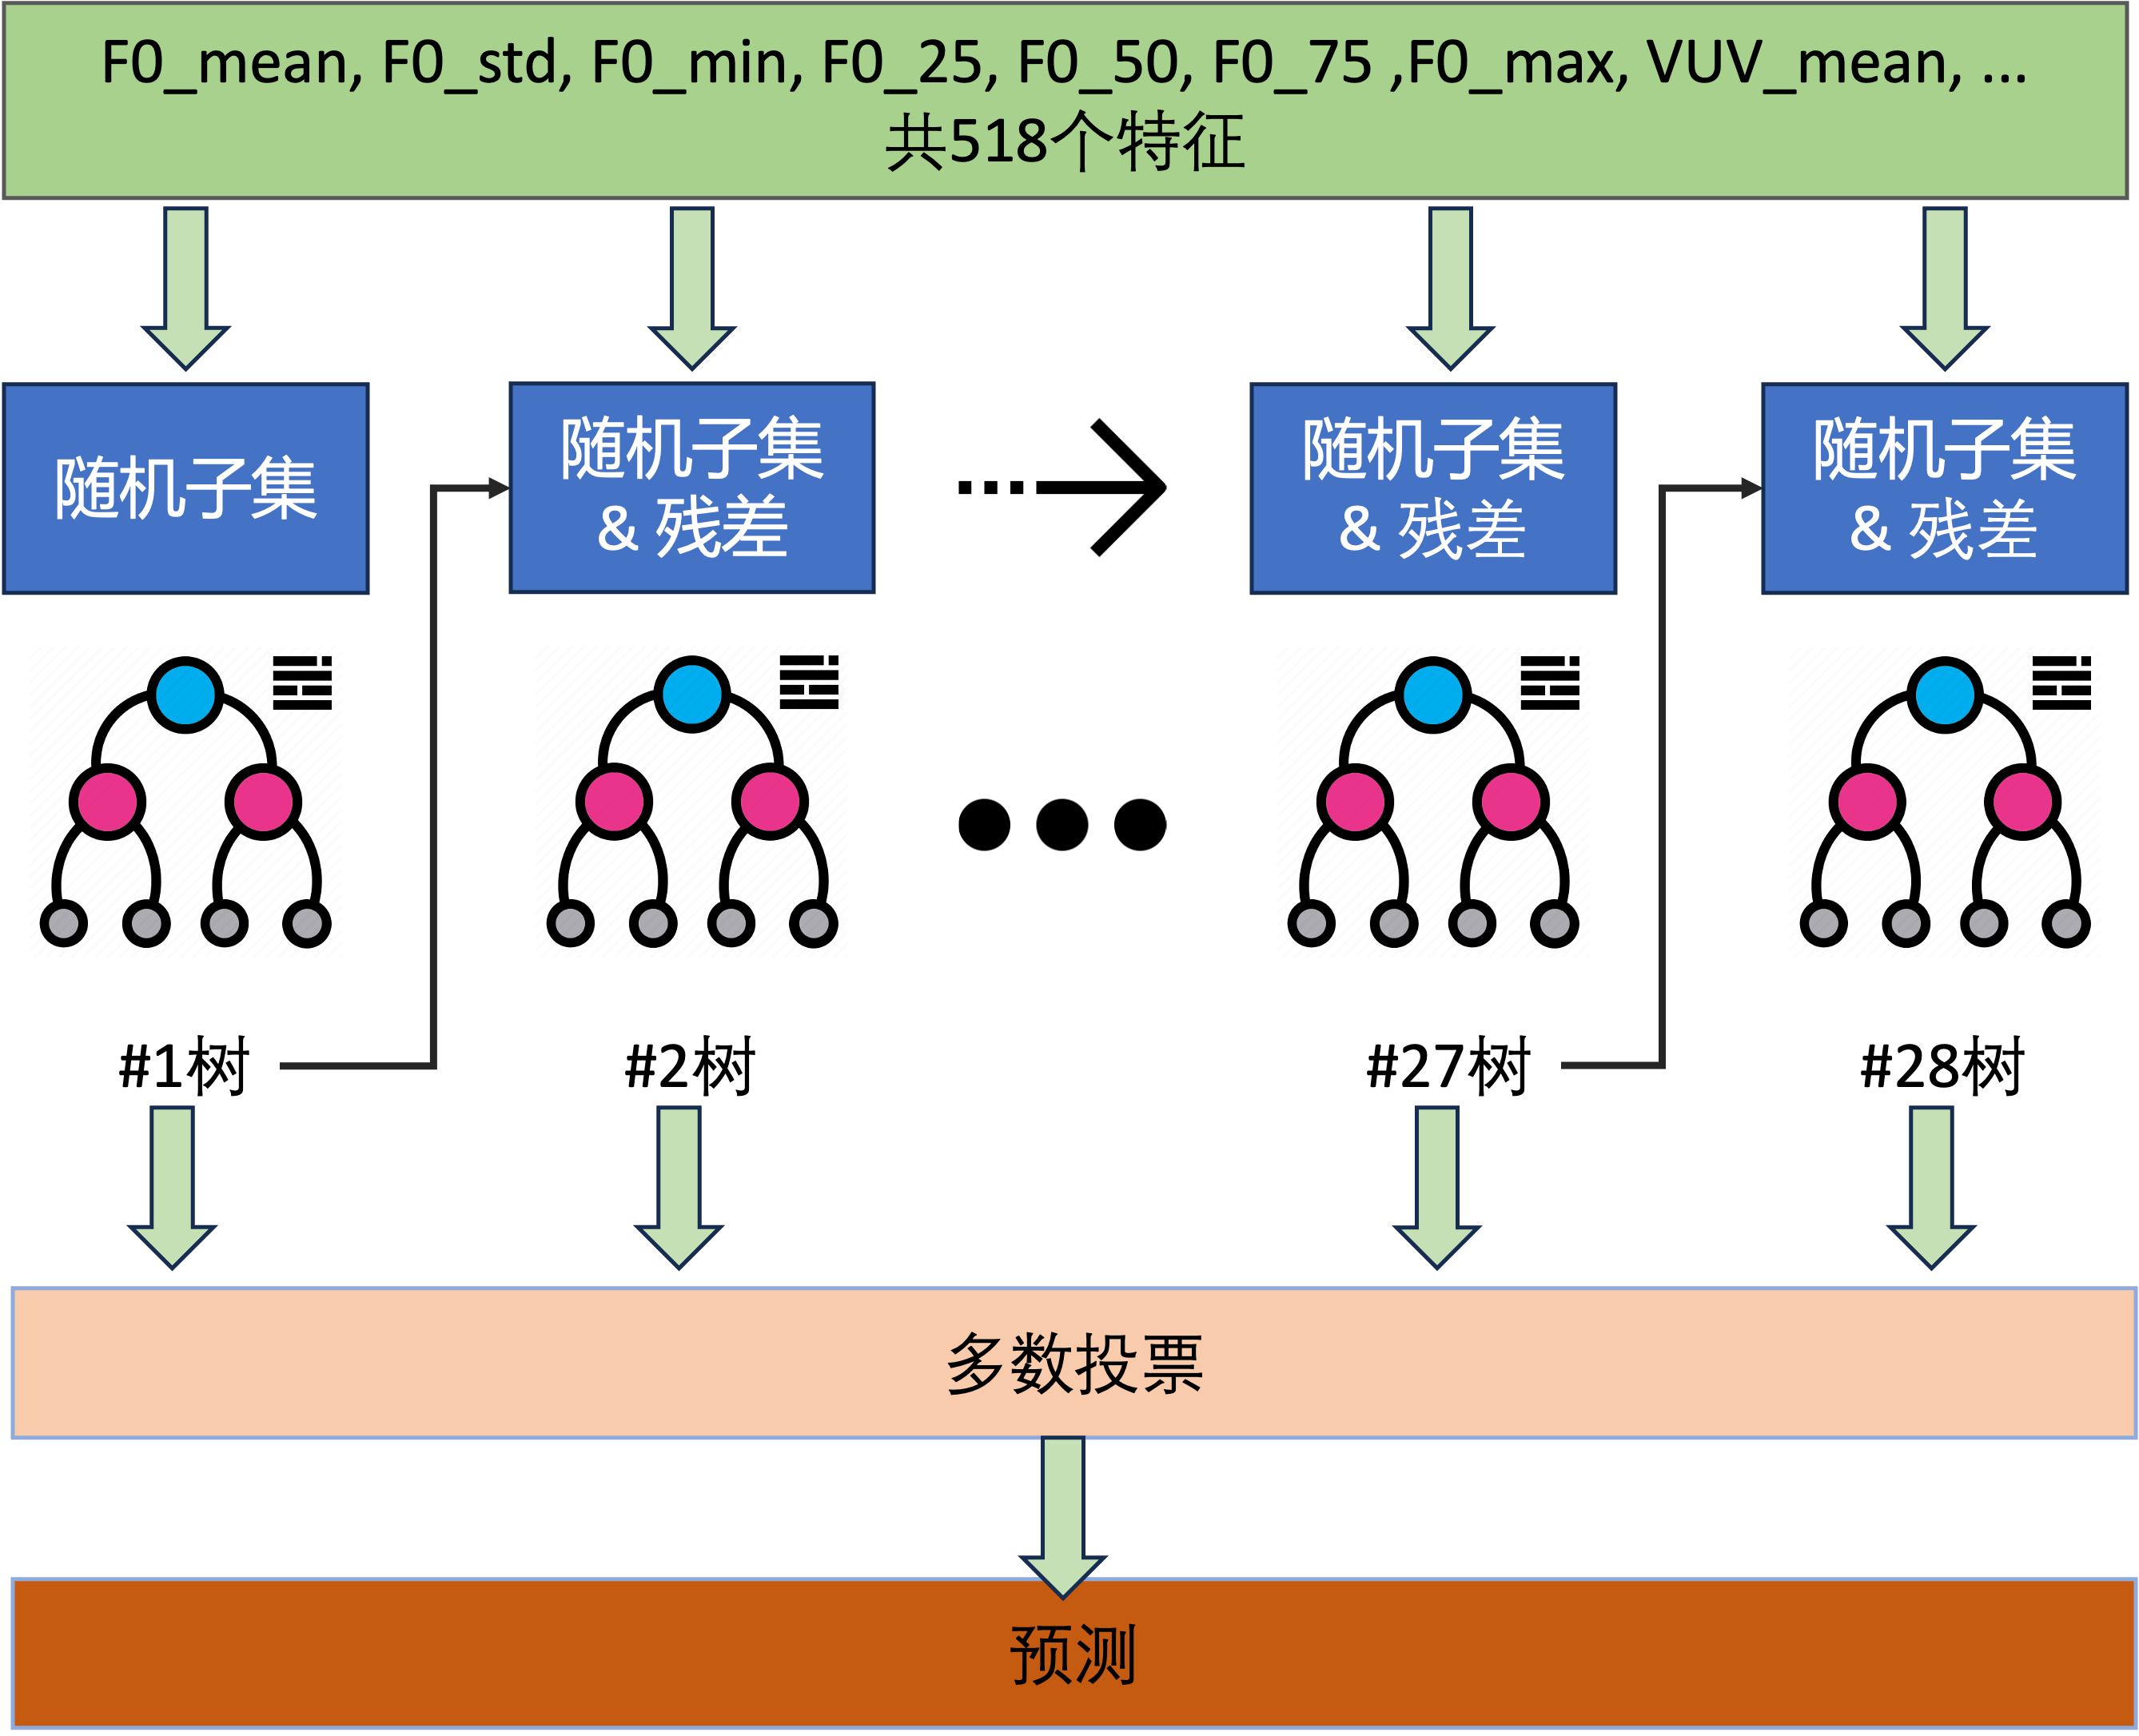 F0_mean, F0_std, F0_min, F0_25, F0_50, F0_75 ,F0_max, VUV_mean, ...
共518个特征
随机子集
随机子集
& 残差
随机子集
& 残差
随机子集
& 残差
#1树
#2树
#27树
#28树
多数投票
预测